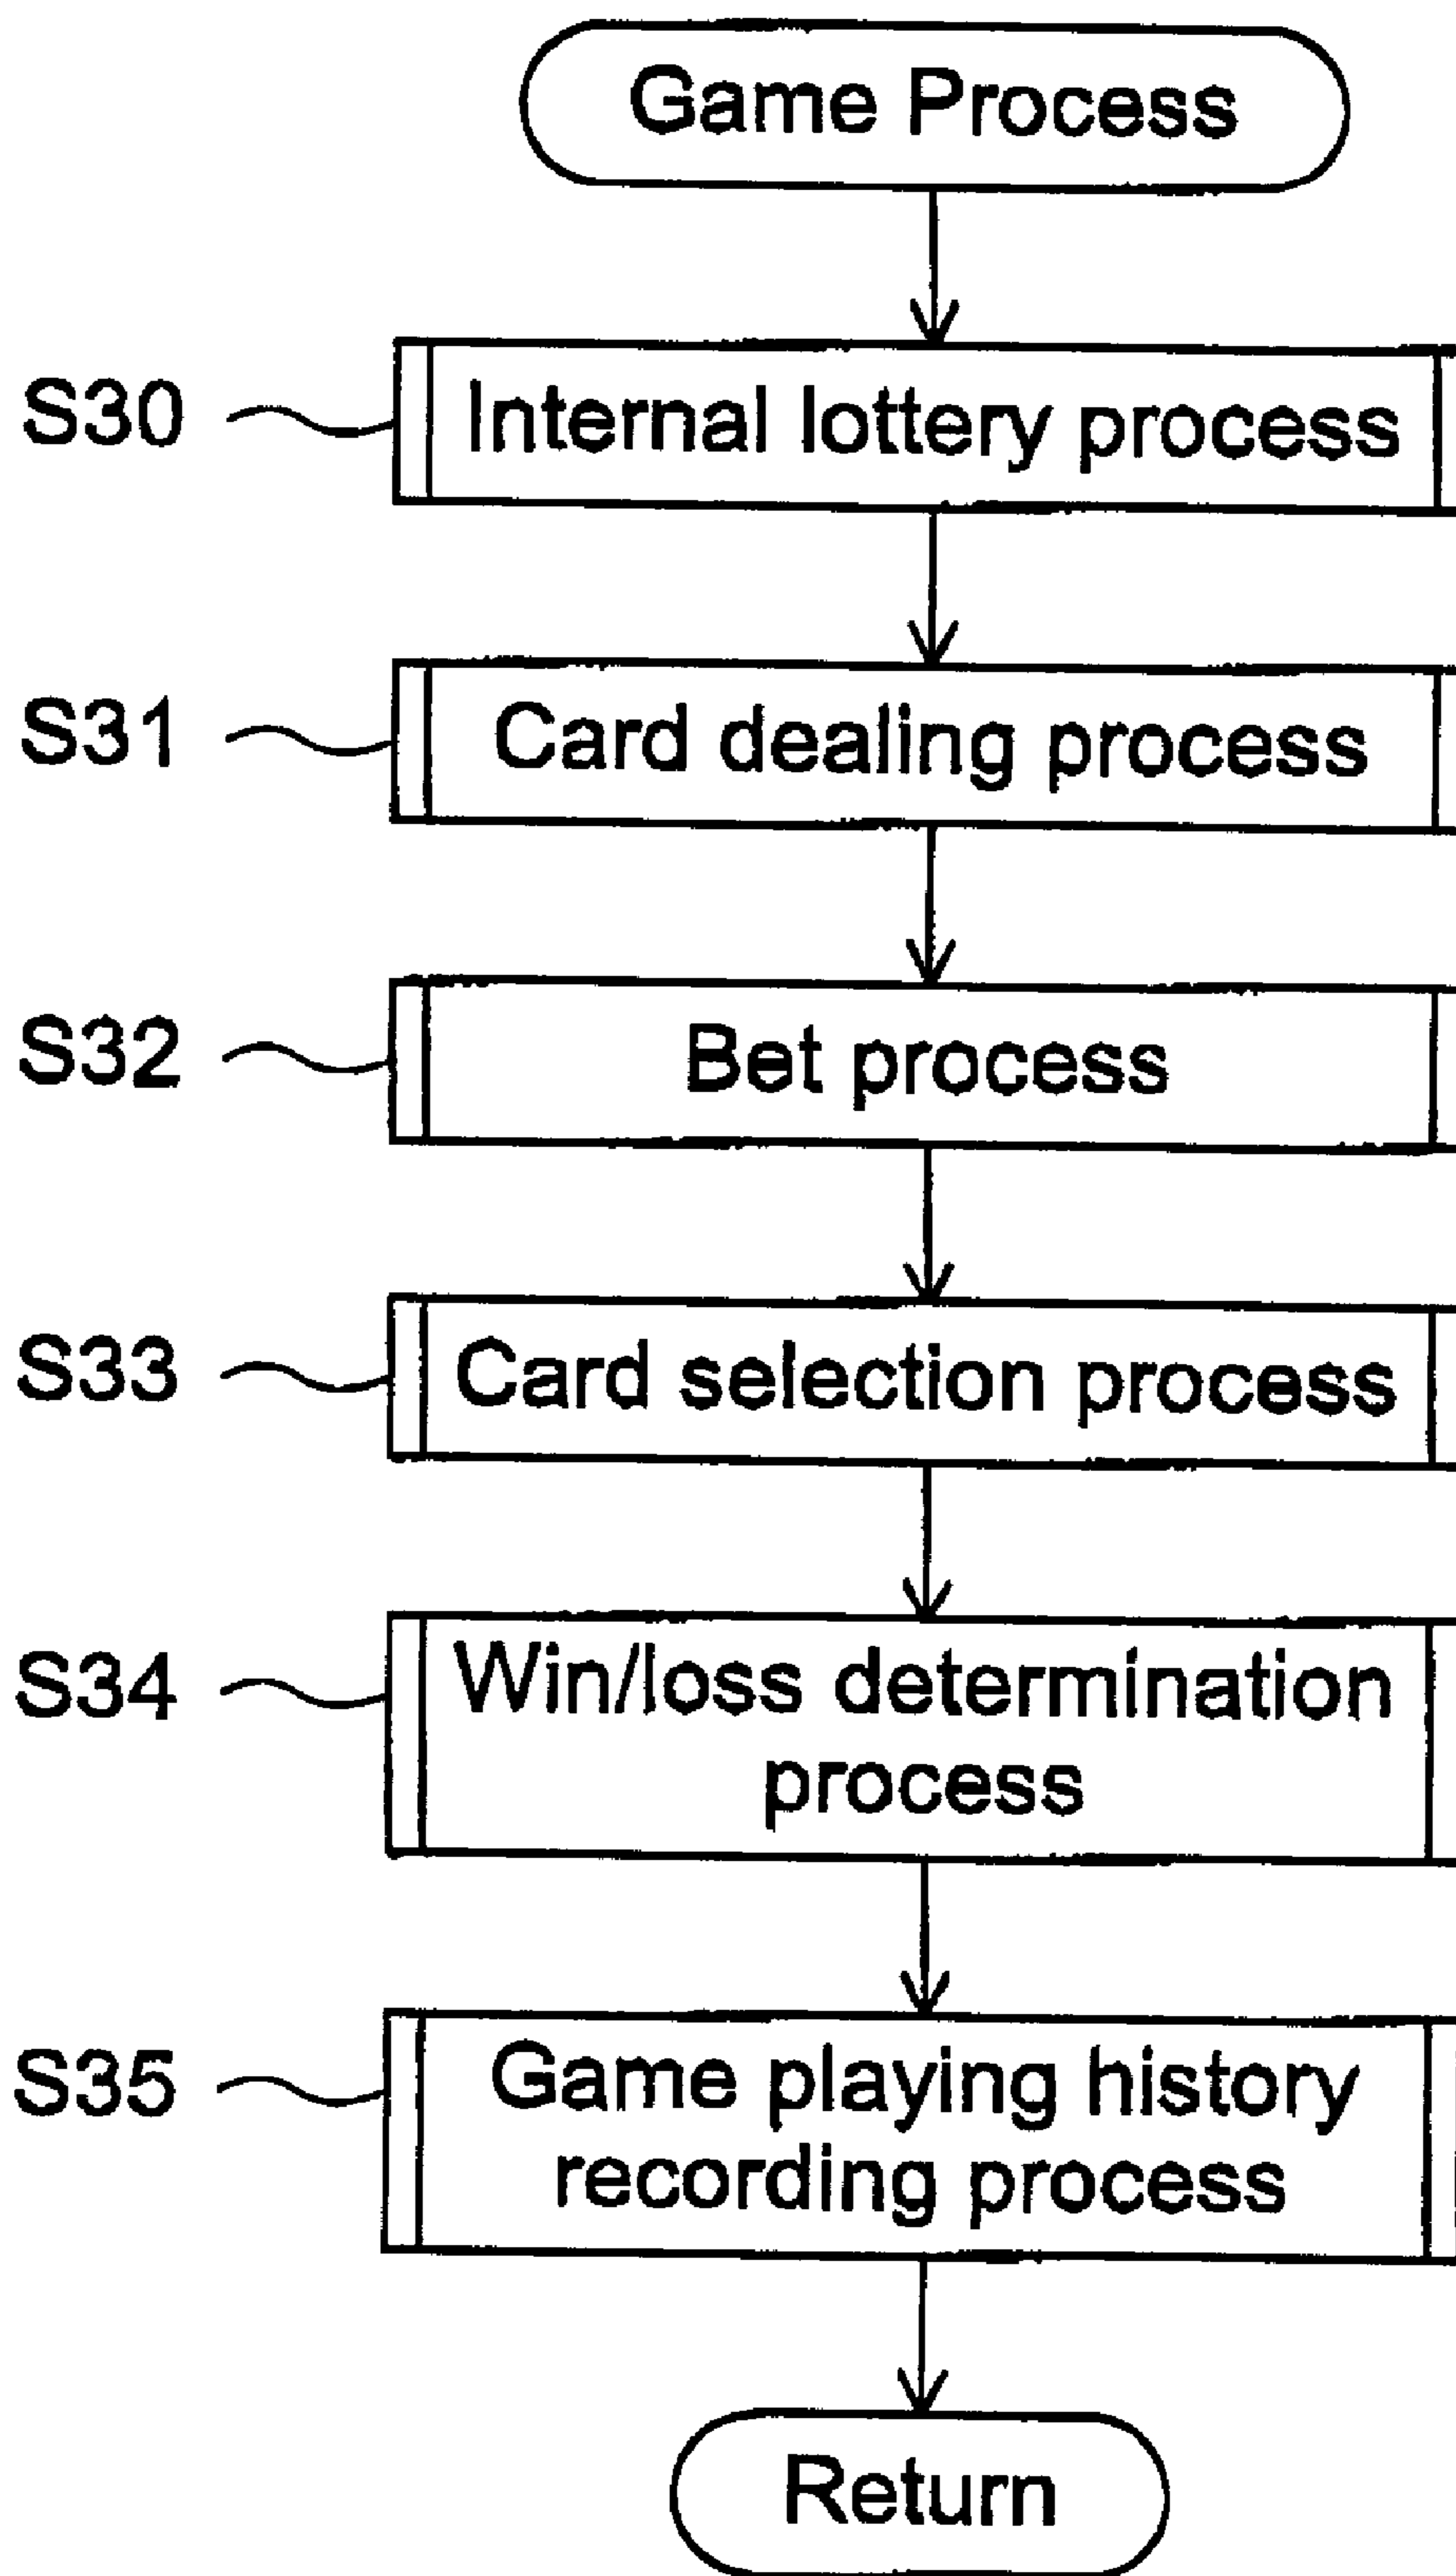 Game Process
S30 Internal lottery process
S31 Card dealing process
S32 Bet process
S33 Card selection process
S34 Win/loss determination
process
S35 Game playing history
recording process
Return